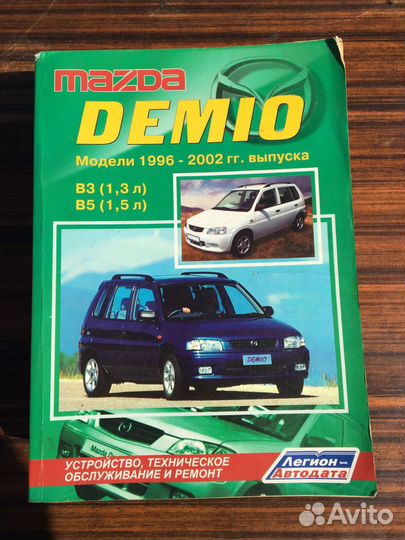 mazda
DEMIO
Модели 1996 - 2002 гг. выпуска
B3 (1,3 л)
B5 (1,5 л)
DEMIO
Mazda D
УСТРОЙСТВО, ТЕХНИЧЕСКОЕ
ОБСЛУЖИВАНИЕ И РЕМОНТ
Легион-
Автодата
Avito